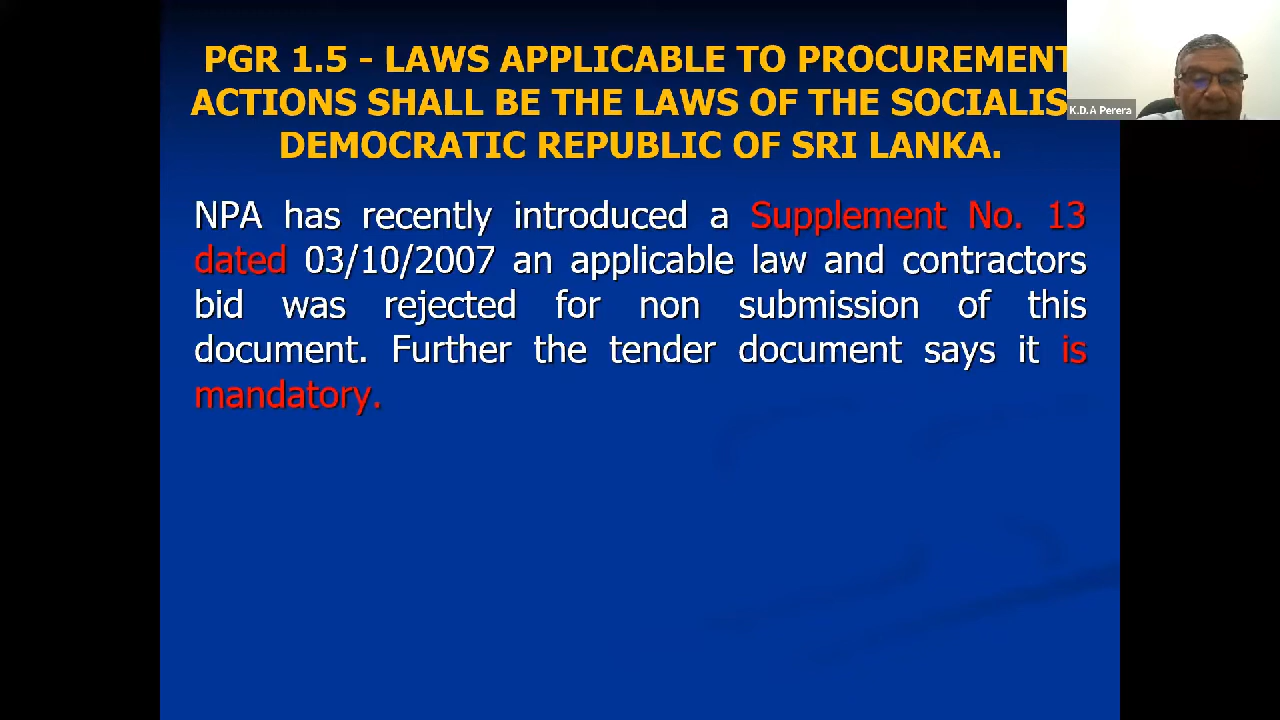 PGR 1.5 - LAWS APPLICABLE TO PROCUREMENT
ACTIONS SHALL BE THE LAWS OF THE SOCIALIS
DEMOCRATIC REPUBLIC OF SRI LANKA.
K.D.A Perera
NPA has recently introduced a Supplement No. 13
dated 03/10/2007 an applicable law and contractors
bid was rejected for non submission of this
document. Further the tender document says it is
mandatory.